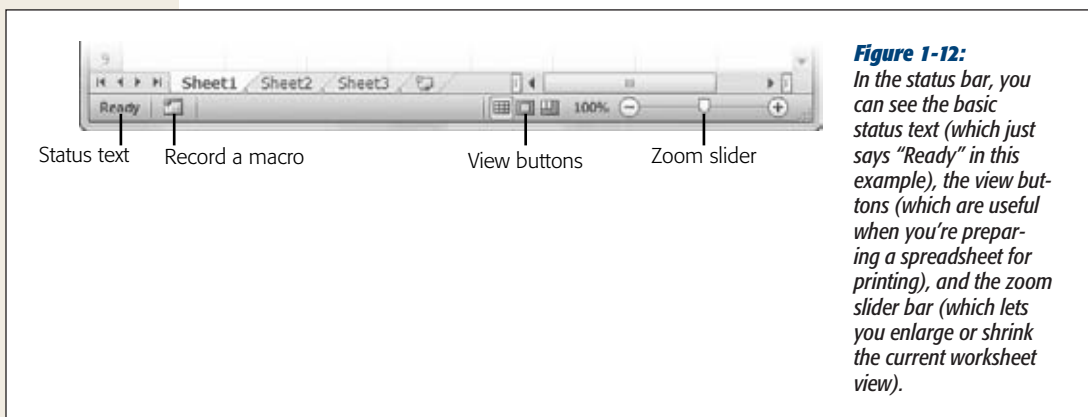 9
Sheet1 Sheet2 Sheet3
Ready 100%
Status text Record a macro View buttons Zoom slider
Figure 1-12:
In the status bar, you
can see the basic
status text (which just
says “Ready” in this
example), the view but-
tons (which are useful
when you’re prepar-
ing a spreadsheet for
printing), and the zoom
slider bar (which lets
you enlarge or shrink
the current worksheet
view).